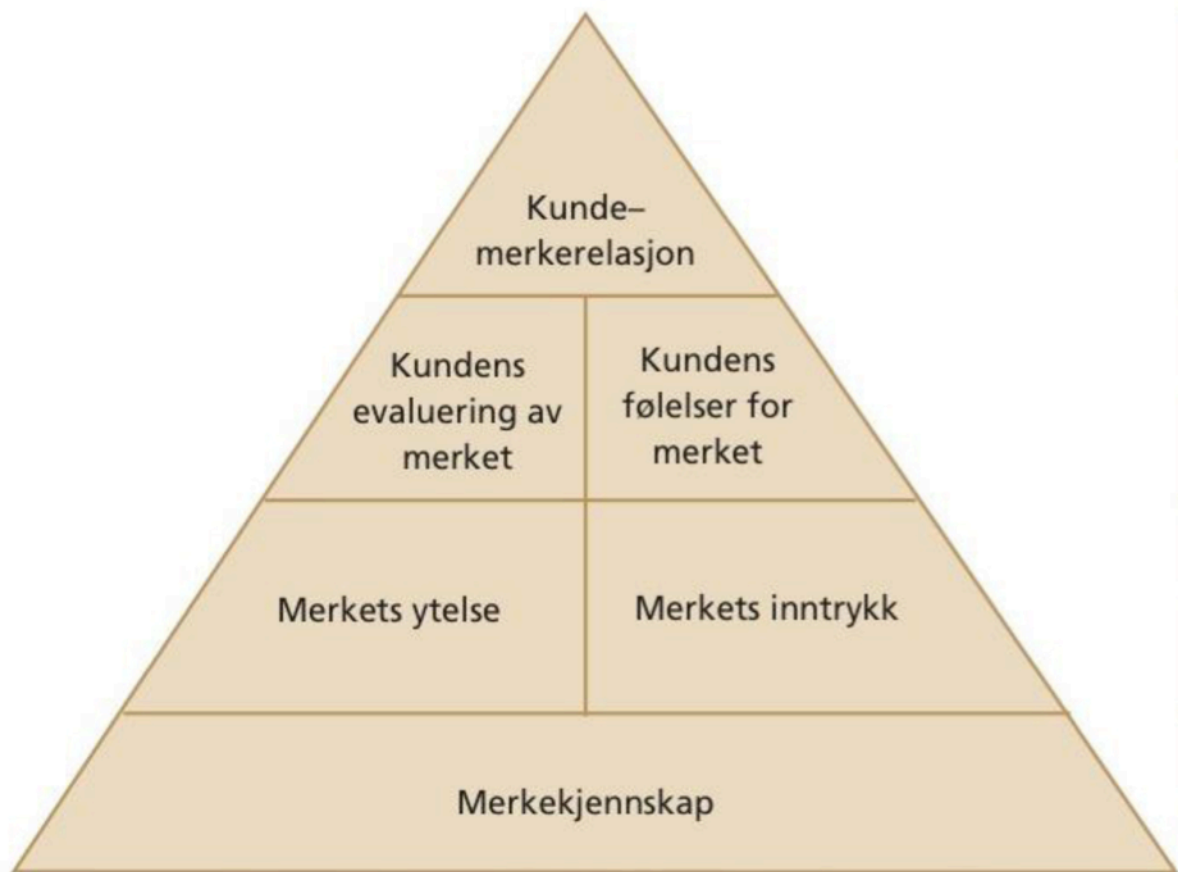 Kunde–
merkerelasjon
Kundens
evaluering av
merket
Kundens
følelser for
merket
Merkets ytelse
Merkets inntrykk
Merkekjennskap